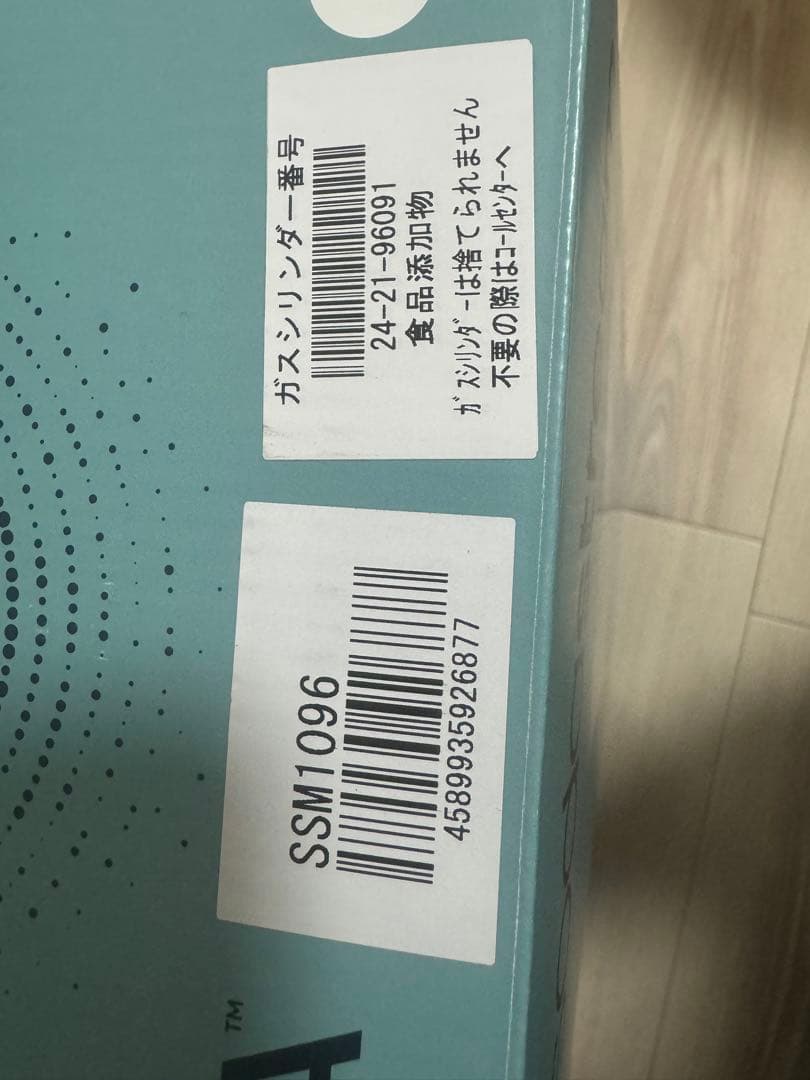 ガスシリンダー番号
24-21-96091
食品添加物
ｶﾞｽｼﾘﾝﾀﾞｰは捨てられません
不要の際はｺｰﾙｾﾝﾀｰへ
SSM1096
4589935926877
TM